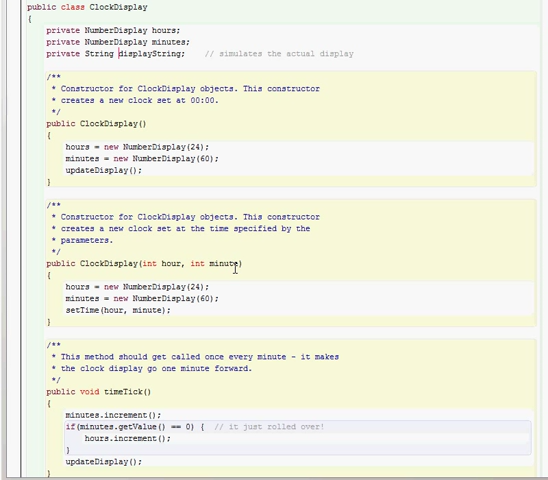 public class ClockDisplay
{
private NumberDisplay hours;
private NumberDisplay minutes;
private String displayString;    // simulates the actual display
/**
* Constructor for ClockDisplay objects. This constructor
* creates a new clock set at 00:00.
*/
public ClockDisplay()
{
hours = new NumberDisplay(24);
minutes = new NumberDisplay(60);
updateDisplay();
}
/**
* Constructor for ClockDisplay objects. This constructor
* creates a new clock set at the time specified by the
* parameters.
*/
public ClockDisplay(int hour, int minute)
{
hours = new NumberDisplay(24);
minutes = new NumberDisplay(60);
setTime(hour, minute);
}
/**
* This method should get called once every minute - it makes
* the clock display go one minute forward.
*/
public void timeTick()
{
minutes.increment();
if(minutes.getValue() == 0) {  // it just rolled over!
hours.increment();
}
updateDisplay();
}